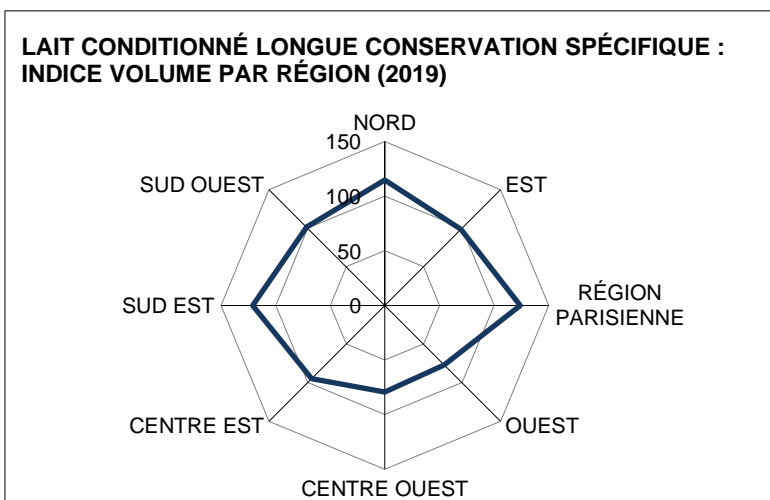 LAIT CONDITIONNÉ LONGUE CONSERVATION SPÉCIFIQUE :
INDICE VOLUME PAR RÉGION (2019)
NORD
150
SUD OUEST
EST
100
50
SUD EST
0
RÉGION
PARISIENNE
CENTRE EST
OUEST
CENTRE OUEST